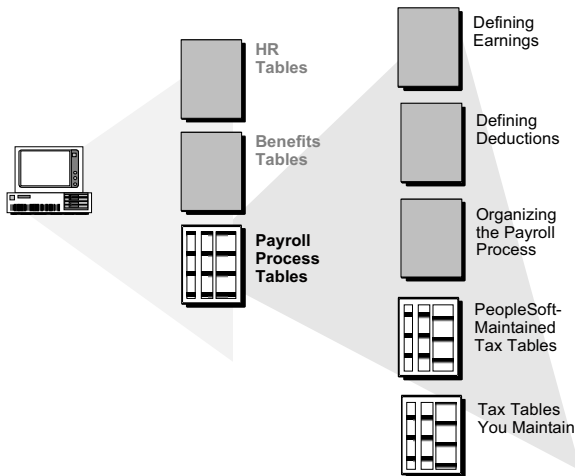 HR
Tables
Benefits
Tables
Payroll
Process
Tables
Defining
Earnings
Defining
Deductions
Organizing
the Payroll
Process
PeopleSoft-
Maintained
Tax Tables
Tax Tables
You Maintain